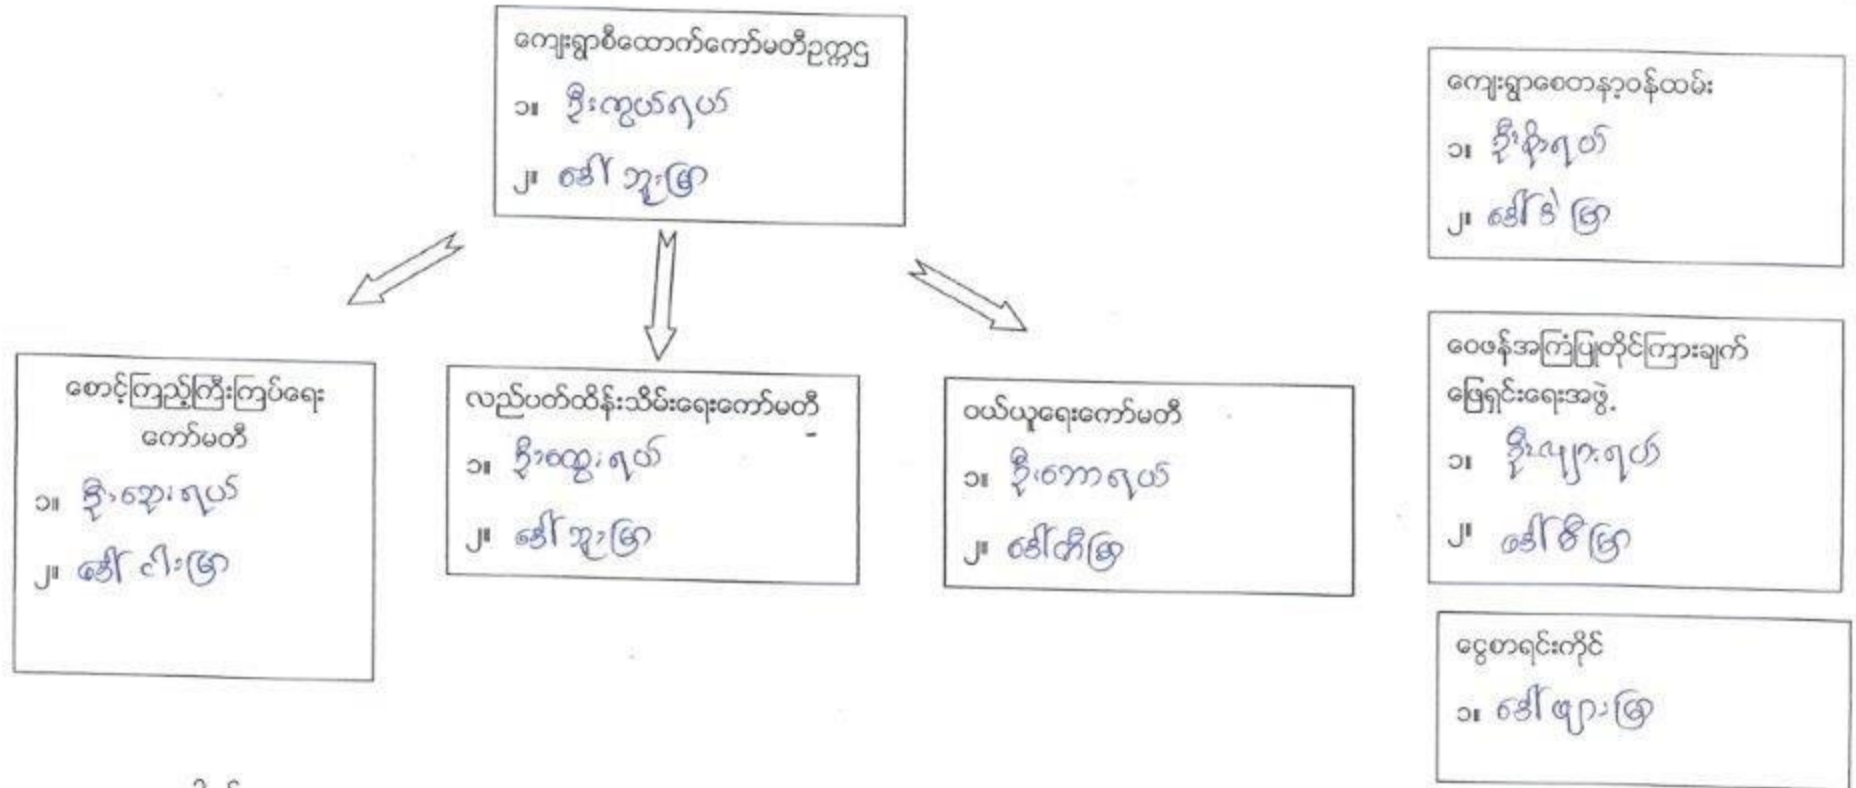 ကျေးရွာစီထောက်ကော်မတီဥက္ကဌ
၁။ ဦးကွယ်ရယ်
၂။ ဒေါ်ဘူးမြာ
ကျေးရွာစေတနာ့ဝန်ထမ်း
၁။ ဦးနိုးရယ်
၂။ ဒေါ်စဲမြာ
စောင့်ကြည့်ကြီးကြပ်ရေး
ကော်မတီ
၁။ ဦးဒေးရယ်
၂။ ဒေါ်ငါးမြာ
လည်ပတ်ထိန်းသိမ်းရေးကော်မတီ
၁။ ဦးထွေးရယ်
၂။ ဒေါ်ဘူးမြာ
ဝယ်ယူရေးကော်မတီ
၁။ ဦးဘောရယ်
၂။ ဒေါ်တီမြာ
ဝေဖန်အကြံပြုတိုင်ကြားချက်
ဖြေရှင်းရေးအဖွဲ့
၁။ ဦးလျားရယ်
၂။ ဒေါ်စီမြာ
ငွေစာရင်းကိုင်
၁။ ဒေါ်ဖျားမြာ